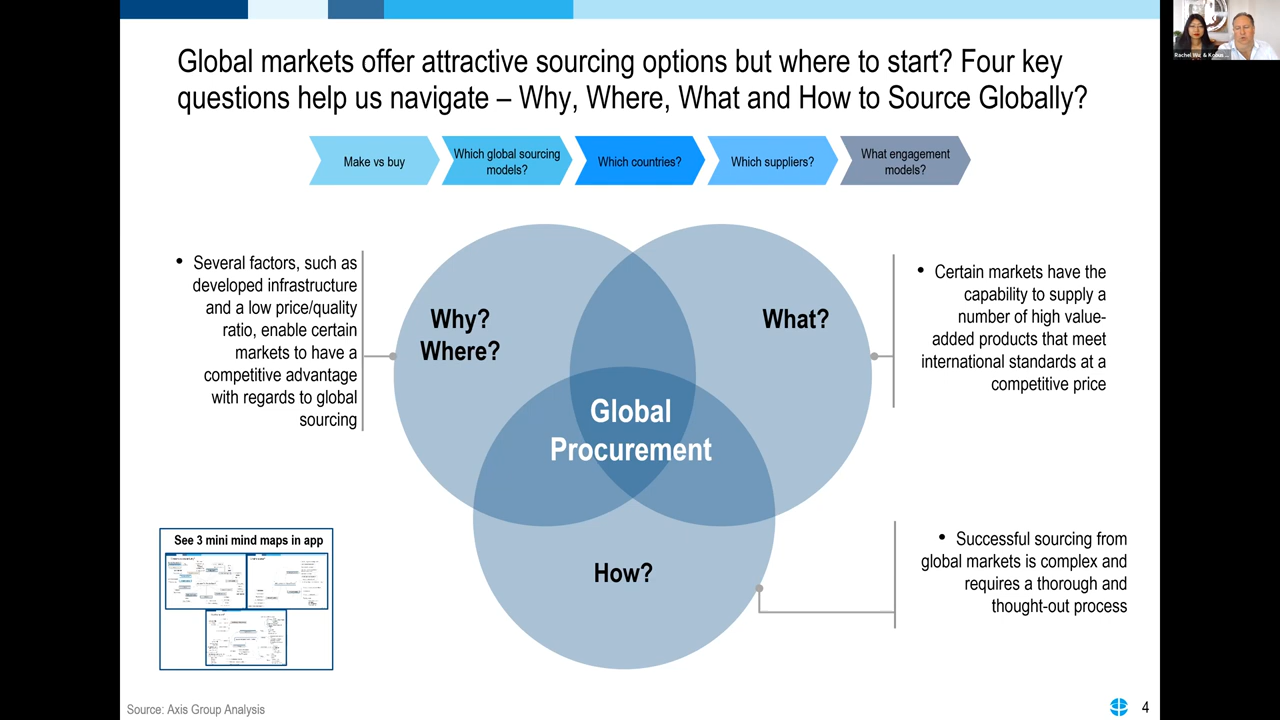 Global markets offer attractive sourcing options but where to start? Four key
questions help us navigate – Why, Where, What and How to Source Globally?
Make vs buy
Which global sourcing
models?
Which countries?
Which suppliers?
What engagement
models?
• Several factors, such as
developed infrastructure
and a low price/quality
ratio, enable certain
markets to have a
competitive advantage
with regards to global
sourcing
Why?
Where?
What?
• Certain markets have the
capability to supply a
number of high value-
added products that meet
international standards at a
competitive price
Global
Procurement
How?
• Successful sourcing from
global markets is complex and
requires a thorough and
thought-out process
See 3 mini mind maps in app
Source: Axis Group Analysis
4